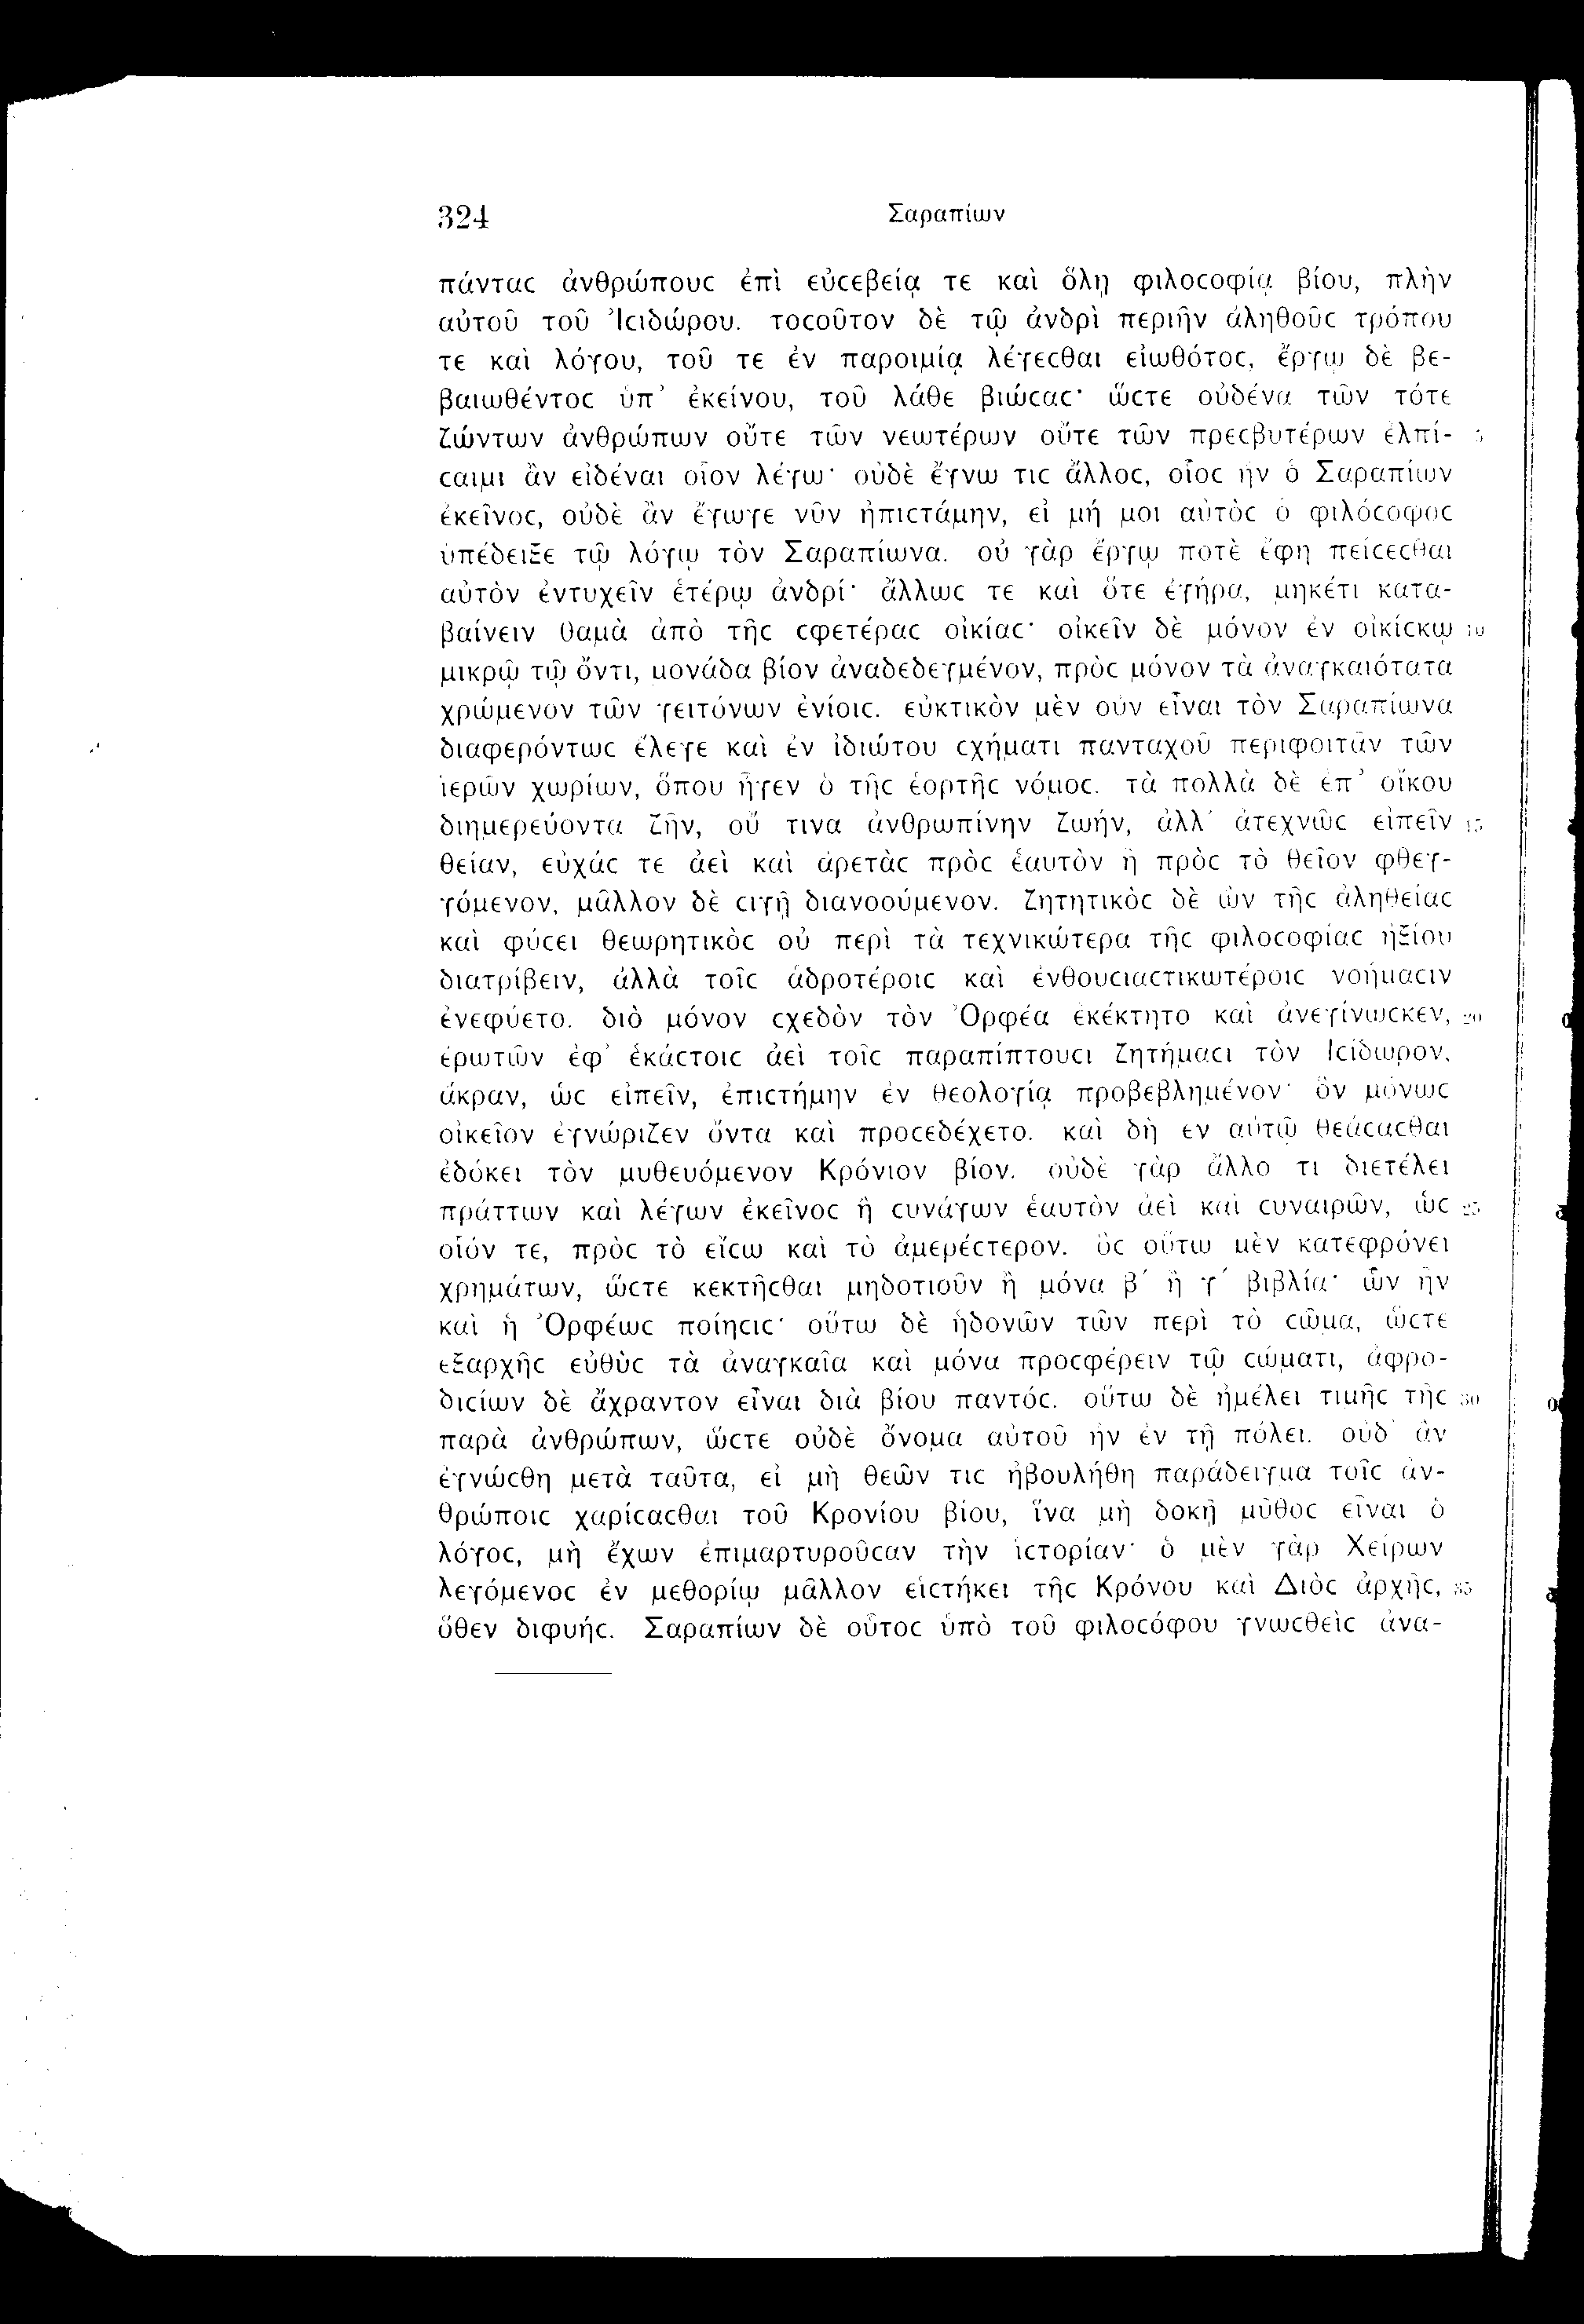 324 Σαραπίων
πάνταϲ ἀνθρώπουϲ ἐπὶ εὐϲεβείᾳ τε καὶ ὅλῃ φιλοϲοφίᾳ βίου, πλὴν
αὐτοῦ τοῦ Ἰϲιδώρου. τοϲοῦτον δὲ τῷ ἀνδρὶ περιῆν ἀληθοῦϲ τρόπου
τε καὶ λόγου, τοῦ τε ἐν παροιμίᾳ λέγεϲθαι εἰωθότοϲ, ἔργῳ δὲ βε-
βαιωθέντοϲ ὑπ' ἐκείνου, τοῦ λάθε βιώϲαϲ· ὥϲτε οὐδένα τῶν τότε
ζώντων ἀνθρώπων οὔτε τῶν νεωτέρων οὔτε τῶν πρεϲβυτέρων ἐλπί- 5
ϲαιμι ἂν εἰδέναι οἷον λέγω· οὐδὲ ἔγνω τιϲ ἄλλοϲ, οἷοϲ ἦν ὁ Σαραπίων
ἐκεῖνοϲ, οὐδὲ ἂν ἔγωγε νῦν ἠπιϲτάμην, εἰ μή μοι αὐτὸϲ ὁ φιλόϲοφοϲ
ὑπέδειξε τῷ λόγῳ τὸν Σαραπίωνα. οὐ γὰρ ἔργῳ ποτὲ ἔφη πείϲεϲθαι
αὐτὸν ἐντυχεῖν ἑτέρῳ ἀνδρί· ἄλλωϲ τε καὶ ὅτε ἐγήρα, μηκέτι κατα-
βαίνειν θαμὰ ἀπὸ τῆϲ ϲφετέραϲ οἰκίαϲ· οἰκεῖν δὲ μόνον ἐν οἰκίϲκῳ 10
μικρῷ τῷ ὄντι, μονάδα βίον ἀναδεδεγμένον, πρὸϲ μόνον τὰ ἀναγκαιότατα
χρώμενον τῶν γειτόνων ἐνίοιϲ. εὐκτικὸν μὲν οὖν εἶναι τὸν Σαραπίωνα
διαφερόντωϲ ἔλεγε καὶ ἐν ἰδιώτου ϲχήματι πανταχοῦ περιφοιτᾶν τῶν
ἱερῶν χωρίων, ὅπου ἦγεν ὁ τῆϲ ἑορτῆϲ νόμοϲ. τὰ πολλὰ δὲ ἐπ' οἴκου
διημερεύοντα ζῆν, οὔ τινα ἀνθρωπίνην ζωήν, ἀλλ' ἀτεχνῶϲ εἰπεῖν 15
θείαν, εὐχάϲ τε ἀεὶ καὶ ἀρετὰϲ πρὸϲ ἑαυτὸν ἢ πρὸϲ τὸ θεῖον φθεγ-
γόμενον, μᾶλλον δὲ ϲιγῇ διανοούμενον. ζητητικὸϲ δὲ ὢν τῆϲ ἀληθείαϲ
καὶ φύϲει θεωρητικὸϲ οὐ περὶ τὰ τεχνικώτερα τῆϲ φιλοϲοφίαϲ ἠξίου
διατρίβειν, ἀλλὰ τοῖϲ ἁδροτέροιϲ καὶ ἐνθουϲιαϲτικωτέροιϲ νοήμαϲιν
ἐνεφύετο. διὸ μόνον ϲχεδὸν τὸν Ὀρφέα ἐκέκτητο καὶ ἀνεγίνωϲκεν, 20
ἐρωτῶν ἐφ' ἑκάϲτοιϲ ἀεὶ τοῖϲ παραπίπτουϲι ζητήμαϲι τὸν Ἰϲίδωρον,
ἄκραν, ὡϲ εἰπεῖν, ἐπιϲτήμην ἐν θεολογίᾳ προβεβλημένον· ὃν μόνωϲ
οἰκεῖον ἐγνώριζεν ὄντα καὶ προϲεδέχετο. καὶ δὴ ἐν αὐτῷ θεάϲαϲθαι
ἐδόκει τὸν μυθευόμενον Κρόνιον βίον. οὐδὲ γὰρ ἄλλο τι διετέλει
πράττων καὶ λέγων ἐκεῖνοϲ ἢ ϲυνάγων ἑαυτὸν ἀεὶ καὶ ϲυναιρῶν, ὡϲ 25
οἷόν τε, πρὸϲ τὸ εἴϲω καὶ τὸ ἀμερέϲτερον. ὃϲ οὕτω μὲν κατεφρόνει
χρημάτων, ὥϲτε κεκτῆϲθαι μηδοτιοῦν ἢ μόνα β΄ ἢ γ΄ βιβλία· ὧν ἦν
καὶ ἡ Ὀρφέωϲ ποίηϲιϲ· οὕτω δὲ ἡδονῶν τῶν περὶ τὸ ϲῶμα, ὥϲτε
ἐξαρχῆϲ εὐθὺϲ τὰ ἀναγκαῖα καὶ μόνα προϲφέρειν τῷ ϲώματι, ἀφρο-
διϲίων δὲ ἄχραντον εἶναι διὰ βίου παντόϲ. οὕτω δὲ ἠμέλει τιμῆϲ τῆϲ 30
παρὰ ἀνθρώπων, ὥϲτε οὐδὲ ὄνομα αὐτοῦ ἦν ἐν τῇ πόλει. οὐδ' ἂν
ἐγνώϲθη μετὰ ταῦτα, εἰ μὴ θεῶν τιϲ ἠβουλήθη παράδειγμα τοῖϲ ἀν-
θρώποιϲ χαρίϲαϲθαι τοῦ Κρονίου βίου, ἵνα μὴ δοκῇ μῦθοϲ εἶναι ὁ
λόγοϲ, μὴ ἔχων ἐπιμαρτυροῦϲαν τὴν ἱϲτορίαν· ὁ μὲν γὰρ Χείρων
λεγόμενοϲ ἐν μεθορίῳ μᾶλλον εἱϲτήκει τῆϲ Κρόνου καὶ Διὸϲ ἀρχῆϲ, 35
ὅθεν διφυήϲ. Σαραπίων δὲ οὗτοϲ ὑπὸ τοῦ φιλοϲόφου γνωϲθεὶϲ ἀνα-